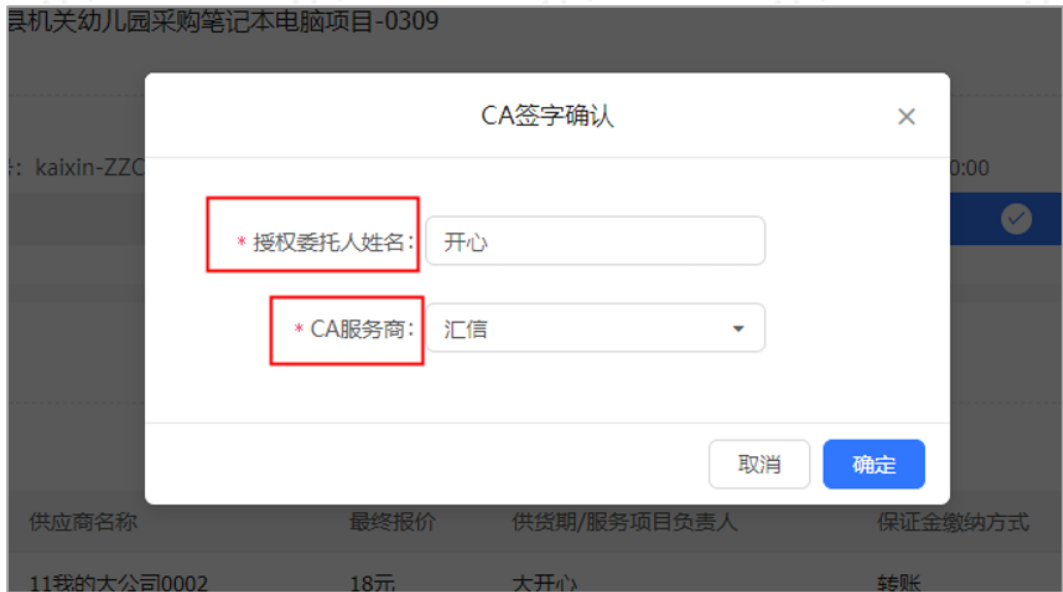 县机关幼儿园采购笔记本电脑项目-0309
CA签字确认
: kaixin-ZZC
0:00
* 授权委托人姓名: 开心
* CA服务商: 汇信
取消 确定
供应商名称 最终报价 供货期/服务项目负责人 保证金缴纳方式
11我的大公司0002 18元 大开心 转账